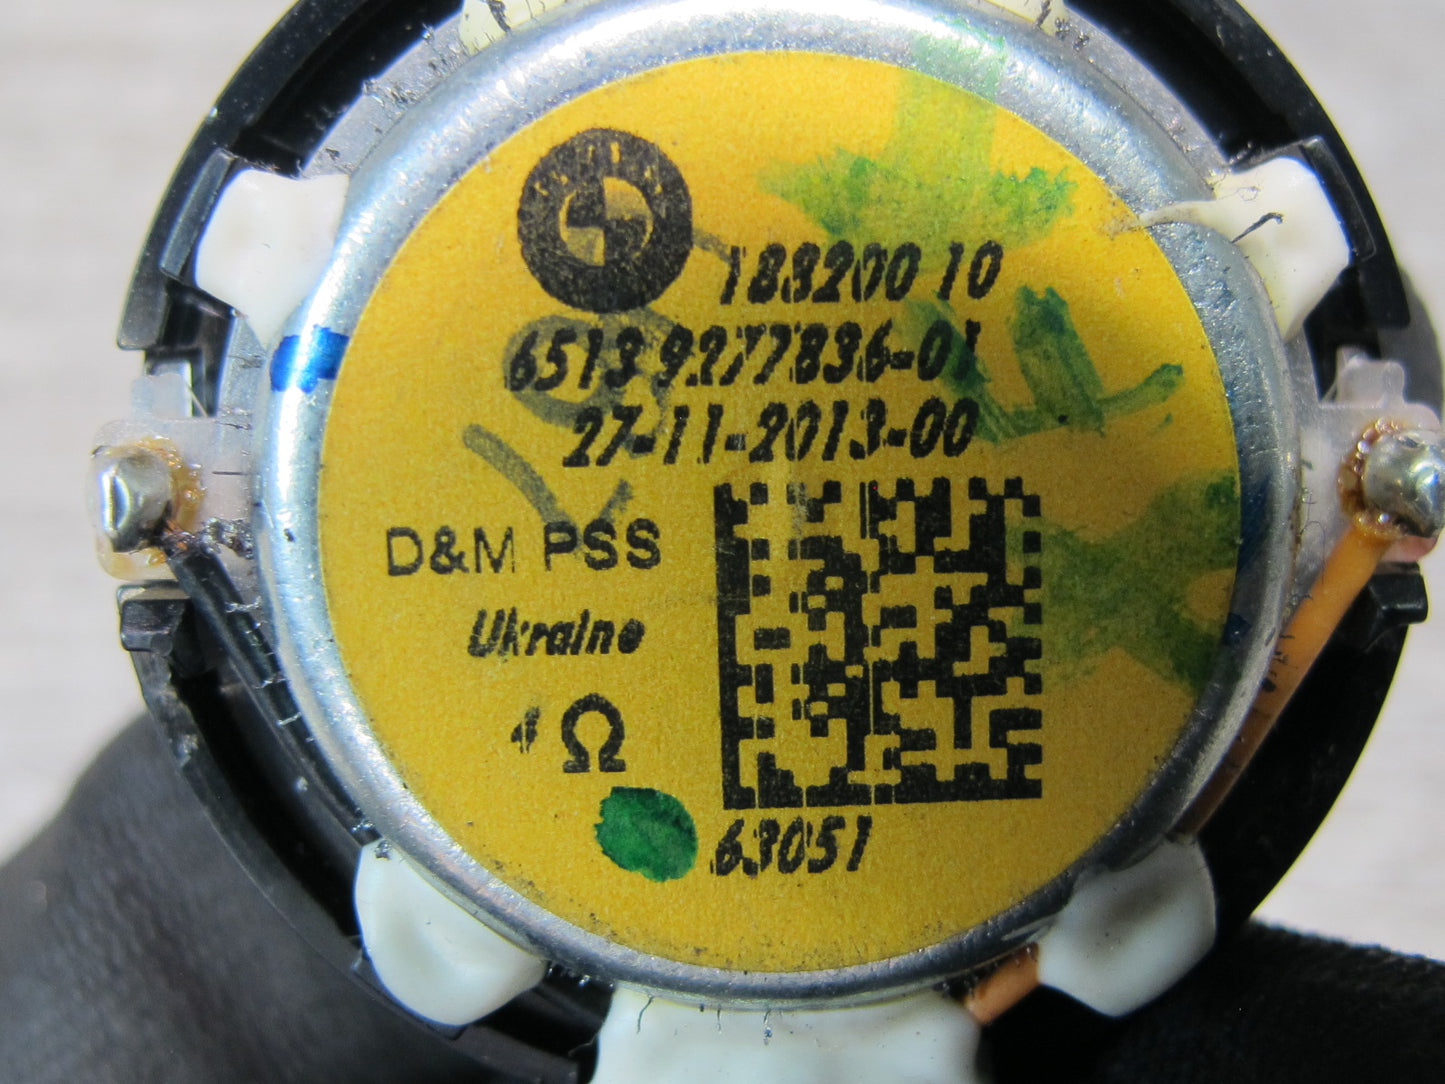 183200 10
6513 9277836-01
27-11-2013-00
D&M PSS
Ukraine
4 Ω
63051